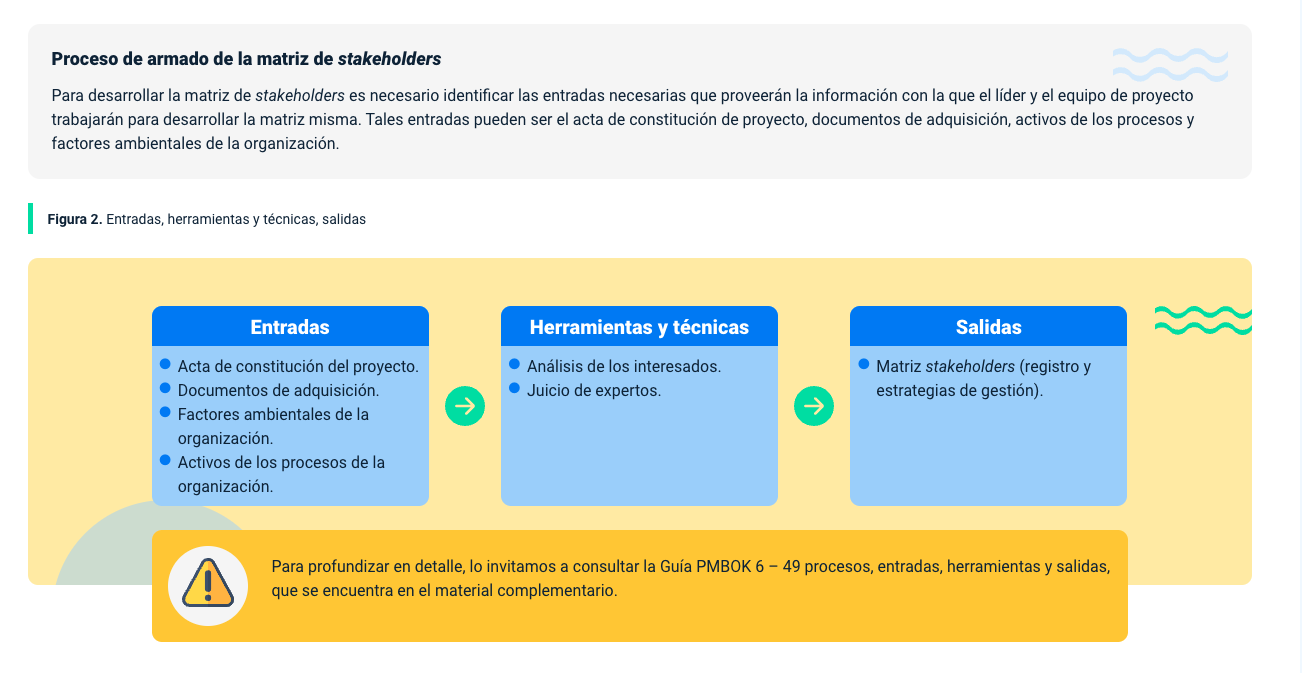 Proceso de armado de la matriz de stakeholders
Para desarrollar la matriz de stakeholders es necesario identificar las entradas necesarias que proveerán la información con la que el líder y el equipo de proyecto
trabajarán para desarrollar la matriz misma. Tales entradas pueden ser el acta de constitución de proyecto, documentos de adquisición, activos de los procesos y
factores ambientales de la organización.
Figura 2. Entradas, herramientas y técnicas, salidas
Entradas
Acta de constitución del proyecto.
Documentos de adquisición.
Factores ambientales de la
organización.
Activos de los procesos de la
organización.
Herramientas y técnicas
Análisis de los interesados.
Juicio de expertos.
Salidas
Matriz stakeholders (registro y
estrategias de gestión).
Para profundizar en detalle, lo invitamos a consultar la Guía PMBOK 6 – 49 procesos, entradas, herramientas y salidas,
que se encuentra en el material complementario.